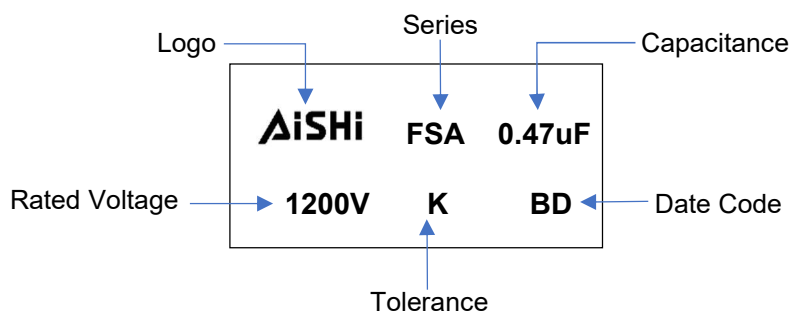 Series
Logo Capacitance
AiSHi FSA 0.47uF
Rated Voltage 1200V K BD Date Code
Tolerance